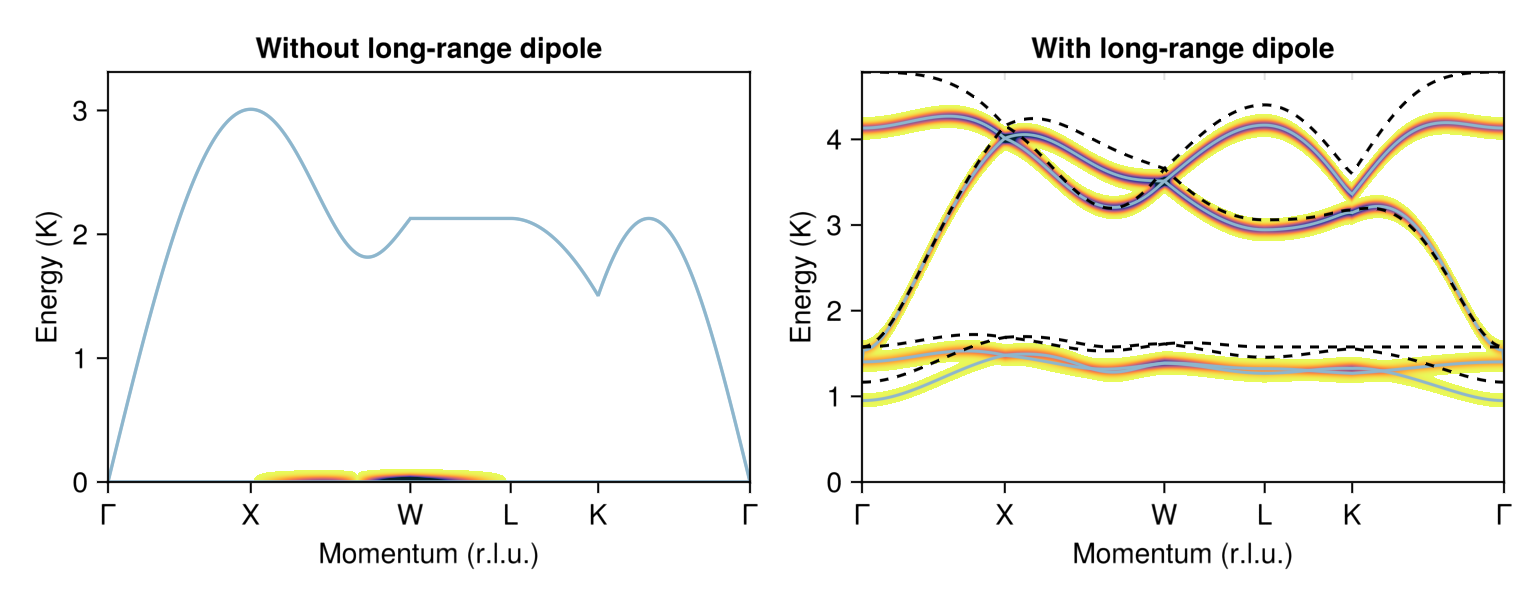 Without long-range dipole
Energy (K)
3
2
1
0
Γ X W L K Γ
Momentum (r.l.u.)
With long-range dipole
Energy (K)
4
3
2
1
0
Γ X W L K Γ
Momentum (r.l.u.)